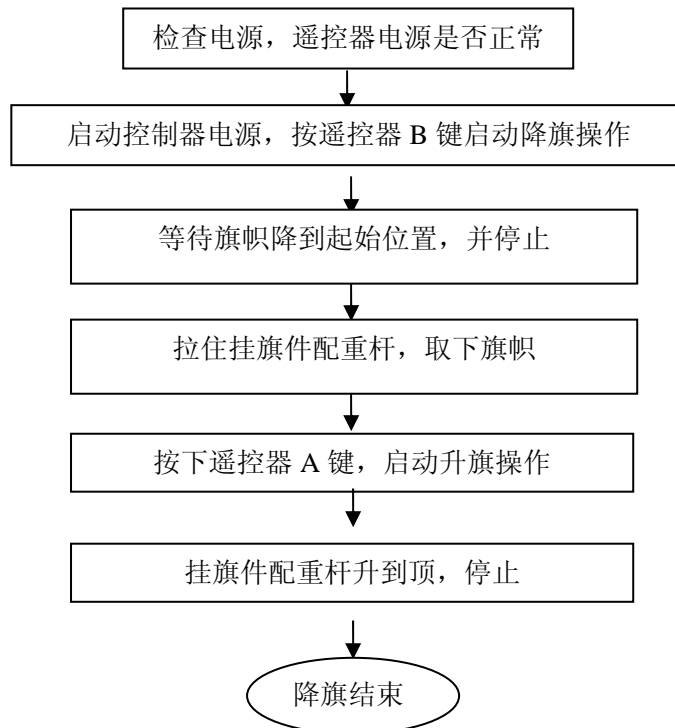 检查电源，遥控器电源是否正常
启动控制器电源，按遥控器 B 键启动降旗操作
等待旗帜降到起始位置，并停止
拉住挂旗件配重杆，取下旗帜
按下遥控器 A 键，启动升旗操作
挂旗件配重杆升到顶，停止
降旗结束